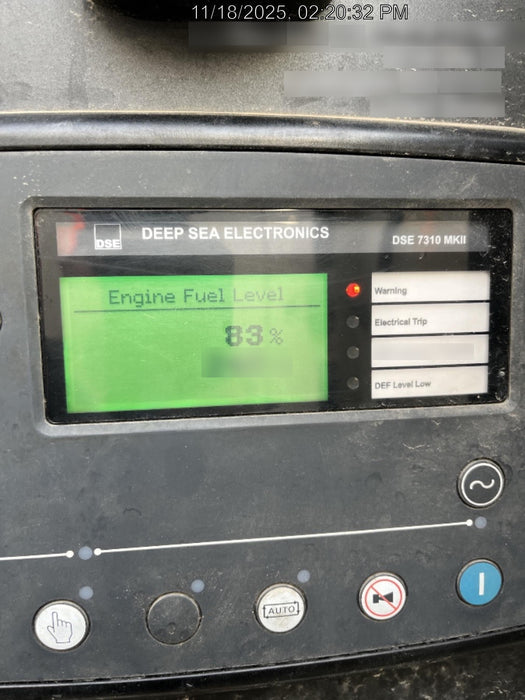 11/18/2025. 02:20:32 PM
DSE
DEEP SEA ELECTRONICS
DSE 7310 MKII
Engine Fuel Level
83%
Warning
Electrical Trip
DEF Level Low
AUTO